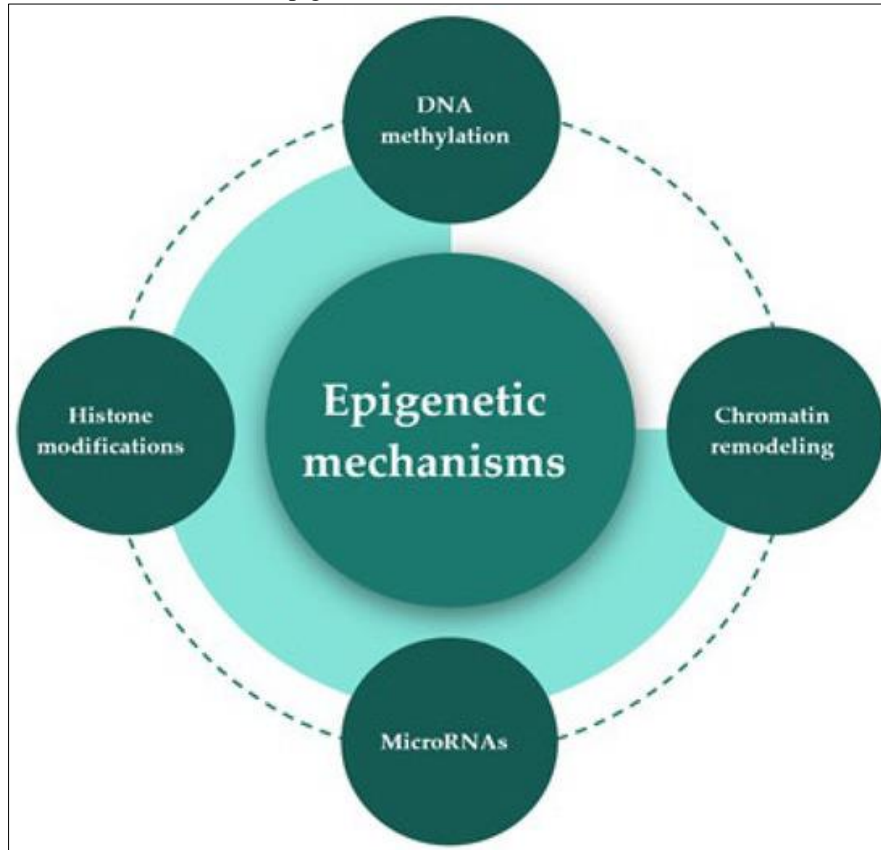 DNA
methylation
Epigenetic
mechanisms
Histone
modifications
Chromatin
remodeling
MicroRNAs